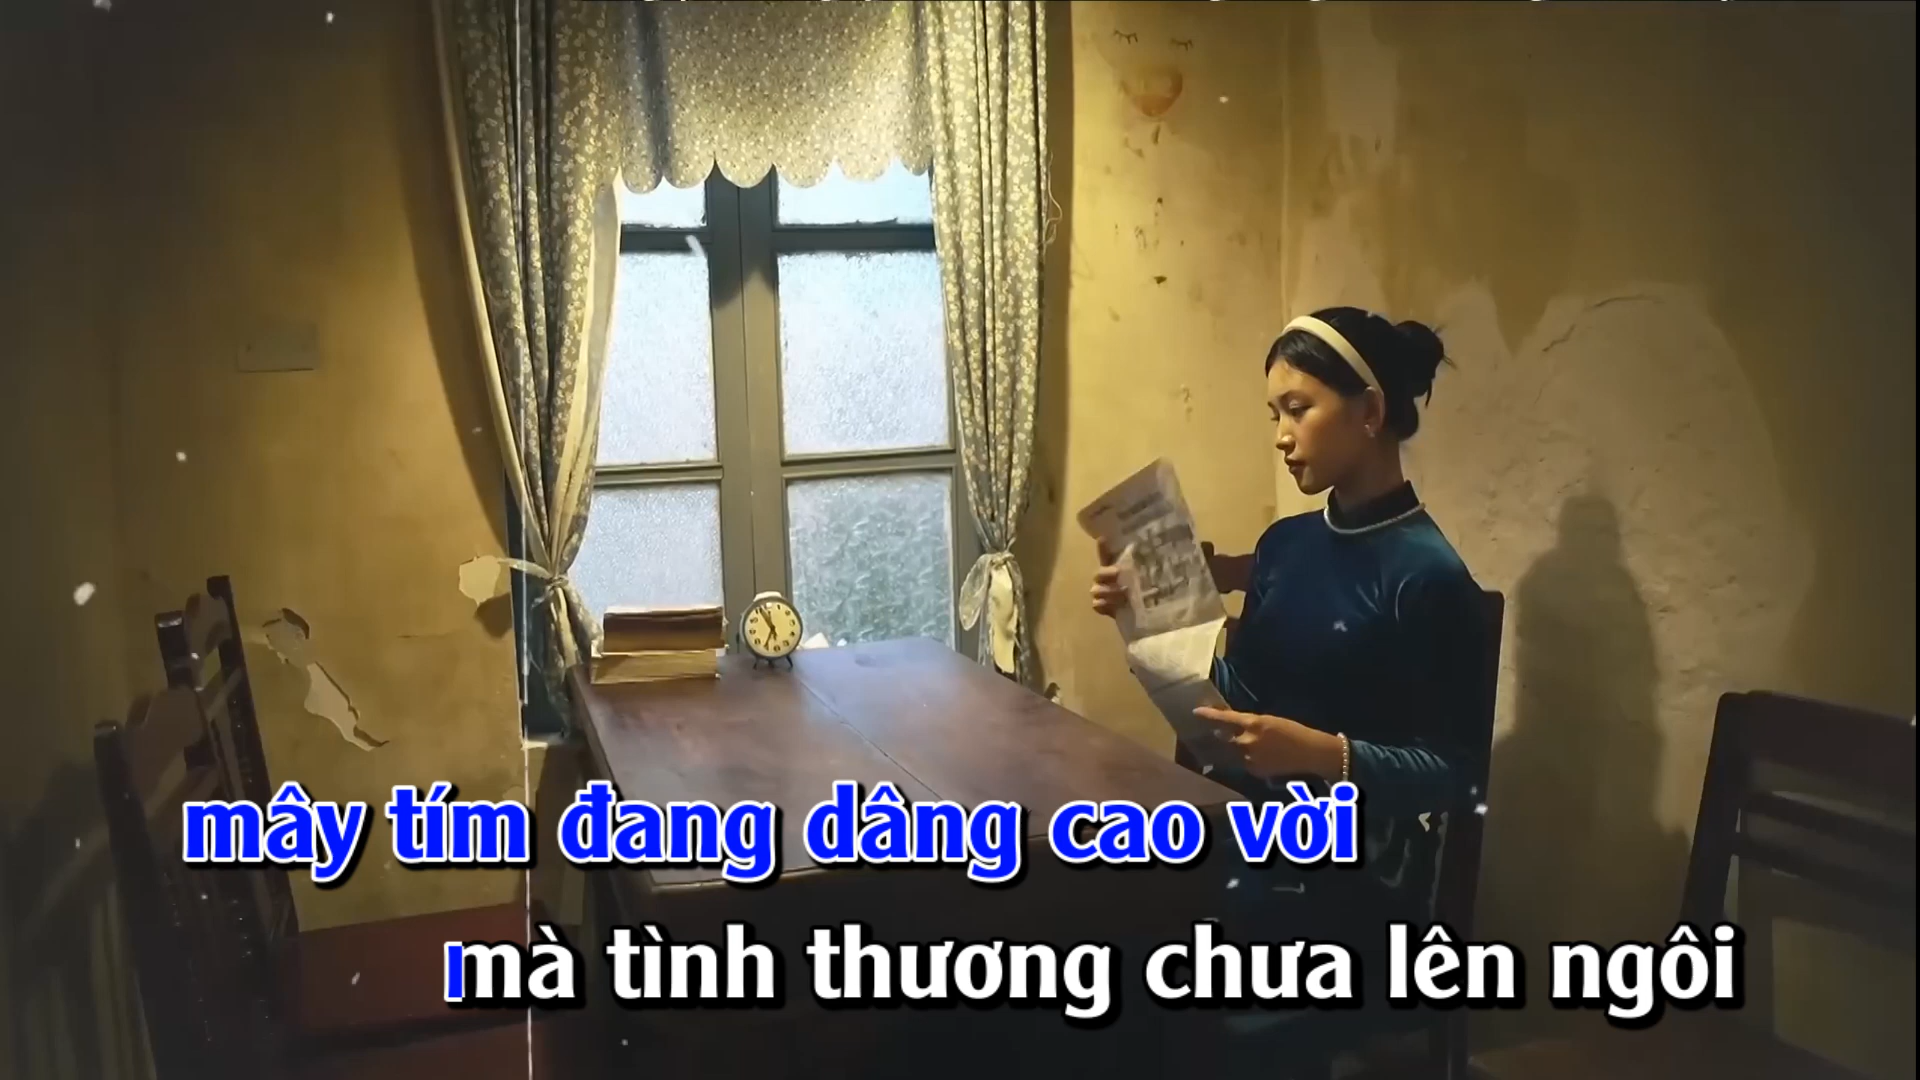 mây tím đang dâng cao vời
mà tình thương chưa lên ngôi